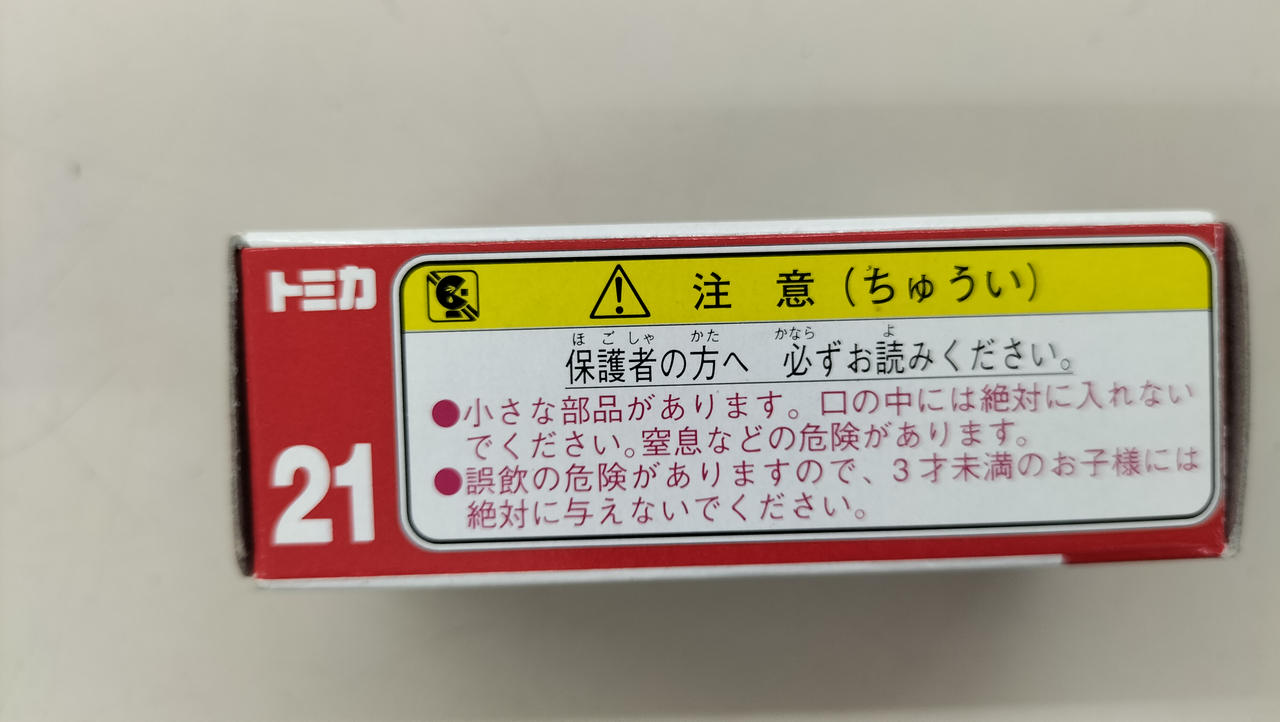 トミカ
21
注 意 (ちゅうい)
ほ ご しゃ かた かなら よ
保護者の方へ 必ずお読みください。
●小さな部品があります。口の中には絶対に入れない
でください。窒息などの危険があります。
●誤飲の危険がありますので、3才未満のお子様には
絶対に与えないでください。